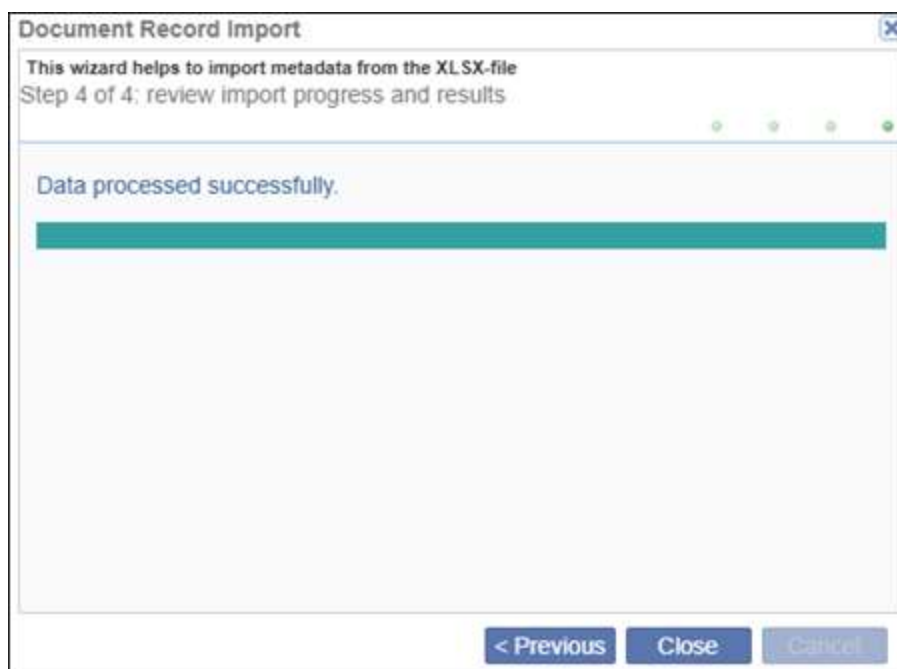 Document Record Import
This wizard helps to import metadata from the XLSX-file
Step 4 of 4: review import progress and results
Data processed successfully.
< Previous Close Cancel